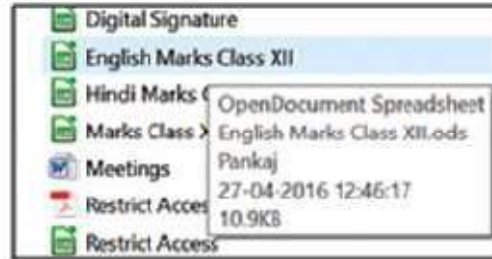 Digital Signature
English Marks Class XII
Hindi Marks
Marks Class
Meetings
Restrict Acces
Restrict Access
OpenDocument Spreadsheet
English Marks Class XII.ods
Pankaj
27-04-2016 12:46:17
10.9KB